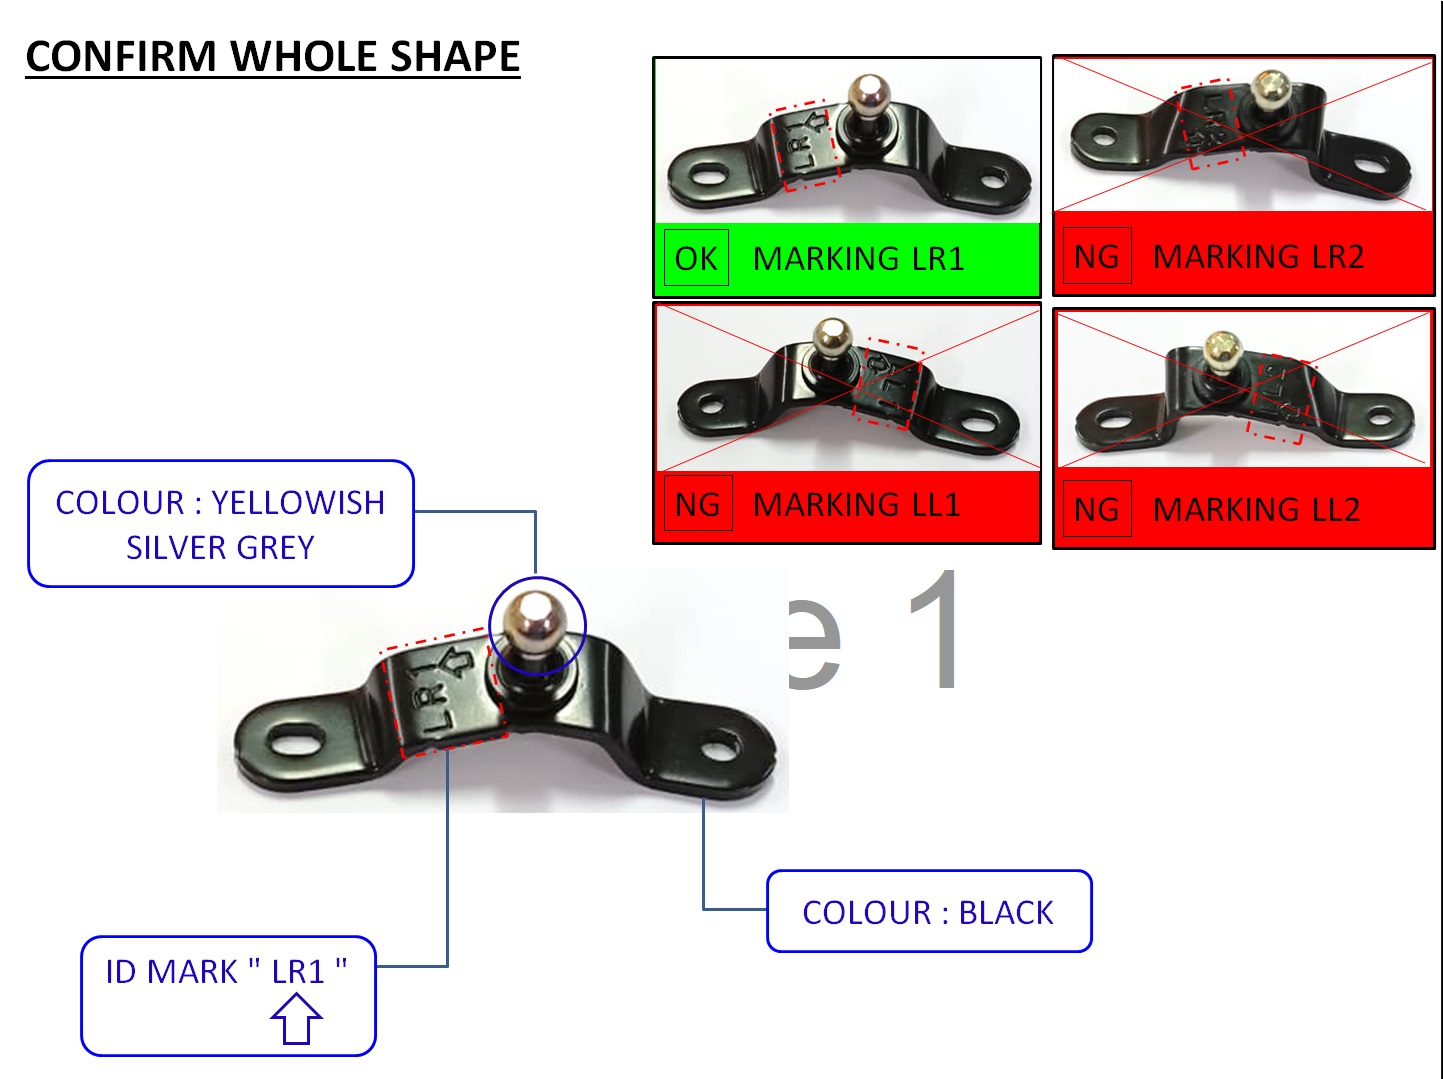 CONFIRM WHOLE SHAPE
LR1
OK MARKING LR1
NG MARKING LR2
NG MARKING LL1
NG MARKING LL2
COLOUR : YELLOWISH
SILVER GREY
e 1
LR1
COLOUR : BLACK
ID MARK " LR1 "